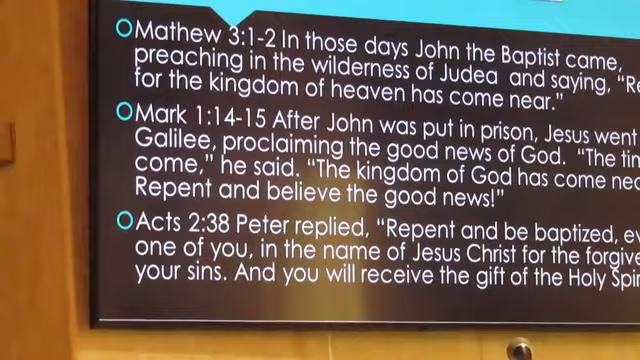 Mathew 3:1-2 In those days John the Baptist came,
preaching in the wilderness of Judea and saying,
for the kingdom of heaven has come near."
Mark 1:14-15 After John was put in prison, Jesus went
Galilee, proclaiming the good news of God. "The
come," he said. "The kingdom of God has come
Repent and believe the good news!"
Acts 2:38 Peter replied, "Repent and be baptized,
one of you, in the name of Jesus Christ for the
your sins. And you will receive the gift of the Holy